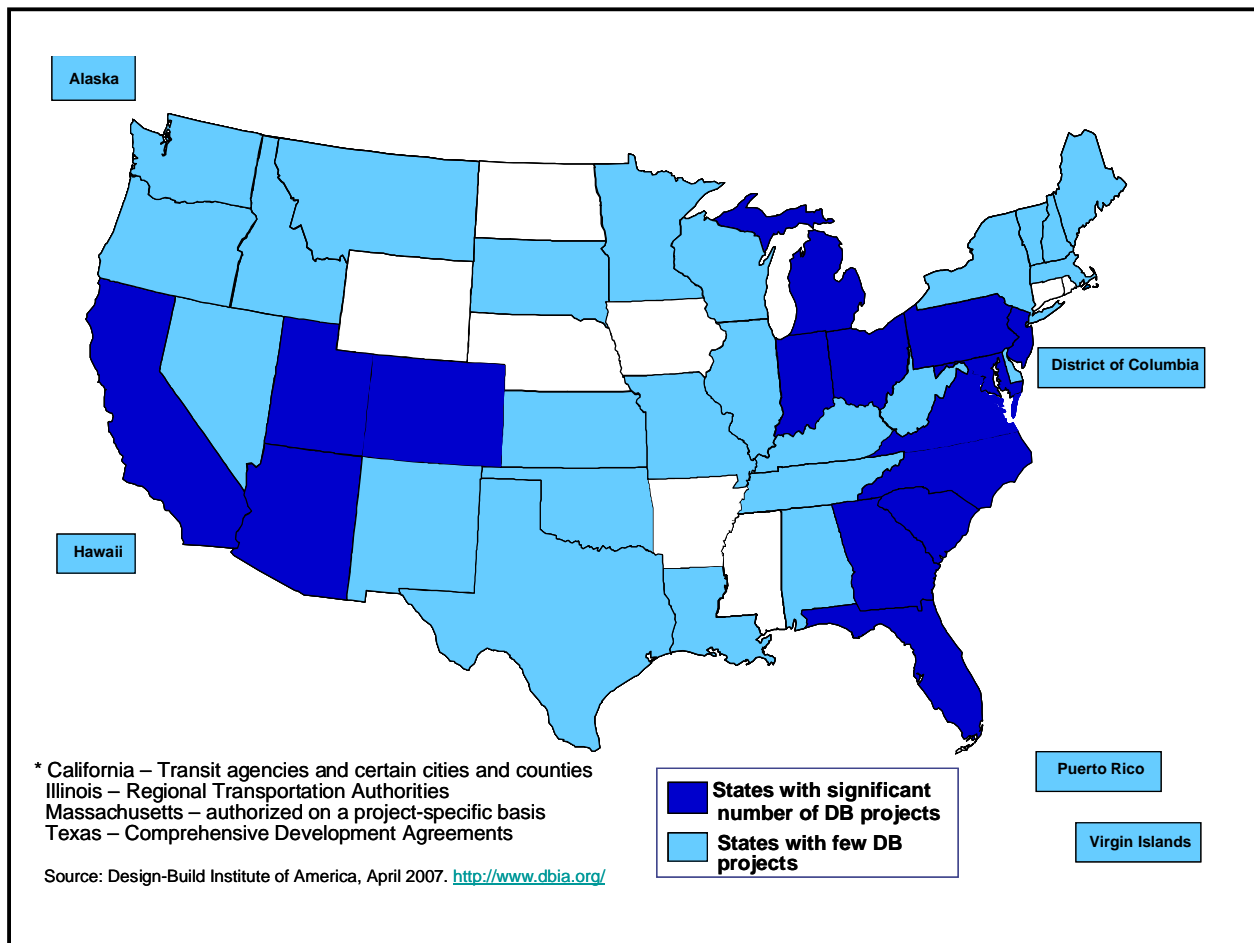 Alaska
District of Columbia
Hawaii
* California – Transit agencies and certain cities and counties
Illinois – Regional Transportation Authorities
Massachusetts – authorized on a project-specific basis
Texas – Comprehensive Development Agreements
Source: Design-Build Institute of America, April 2007. http://www.dbia.org/
States with significant
number of DB projects
States with few DB
projects
Puerto Rico
Virgin Islands